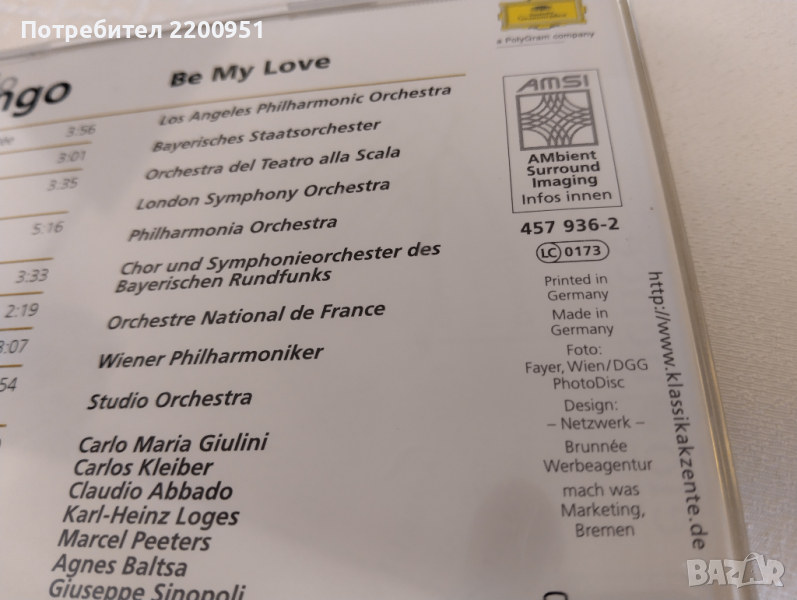 Потребител 2200951
ngo
Be My Love
3:56
3:01
3:35
5:16
3:33
2:19
3:07
54
Los Angeles Philharmonic Orchestra
Bayerisches Staatsorchester
Orchestra del Teatro alla Scala
London Symphony Orchestra
Philharmonia Orchestra
Chor und Symphonieorchester des
Bayerischen Rundfunks
Orchestre National de France
Wiener Philharmoniker
Studio Orchestra
Carlo Maria Giulini
Carlos Kleiber
Claudio Abbado
Karl-Heinz Loges
Marcel Peeters
Agnes Baltsa
Giuseppe Sinopoli
a PolyGram company
AMSI
AMbient
Surround
Imaging
Infos innen
457 936-2
LC 0173
Printed in
Germany
Made in
Germany
Foto:
Fayer, Wien/DGG
PhotoDisc
Design:
– Netzwerk –
Brunnée
Werbeagentur
mach was
Marketing,
Bremen
http://www.klassikakzente.de
BAZAR